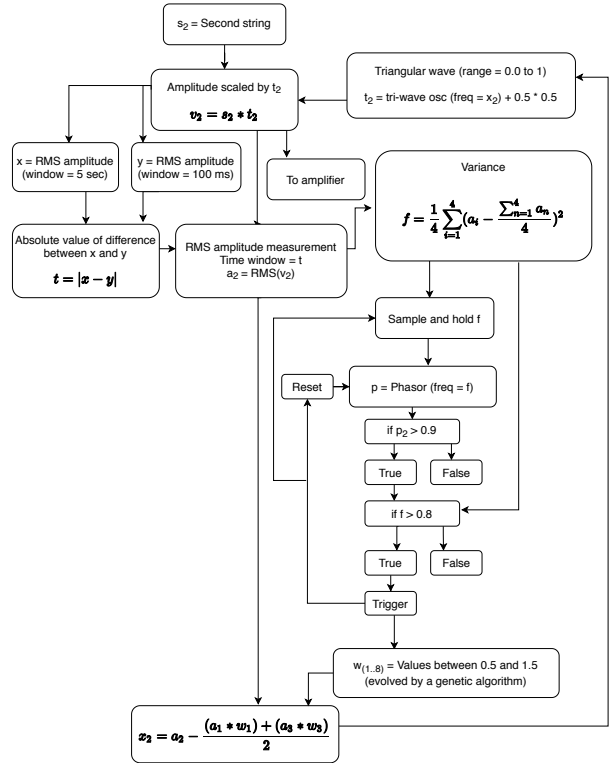 s₂ = Second string
Amplitude scaled by t₂
v₂ = s₂ * t₂
Triangular wave (range = 0.0 to 1)
t₂ = tri-wave osc (freq = x₂) + 0.5 * 0.5
x = RMS amplitude
(window = 5 sec)
y = RMS amplitude
(window = 100 ms)
To amplifier
Variance
f = 1/4 ∑_{i=1}^{4} (a_i − (∑_{n=1}^{4} a_n)/4)²
Absolute value of difference
between x and y
t = |x − y|
RMS amplitude measurement
Time window = t
a₂ = RMS(v₂)
Sample and hold f
Reset
p = Phasor (freq = f)
if p₂ > 0.9
True
False
if f > 0.8
True
False
Trigger
w₍₁..₈₎ = Values between 0.5 and 1.5
(evolved by a genetic algorithm)
x₂ = a₂ − ((a₁ * w₁) + (a₃ * w₃))/2